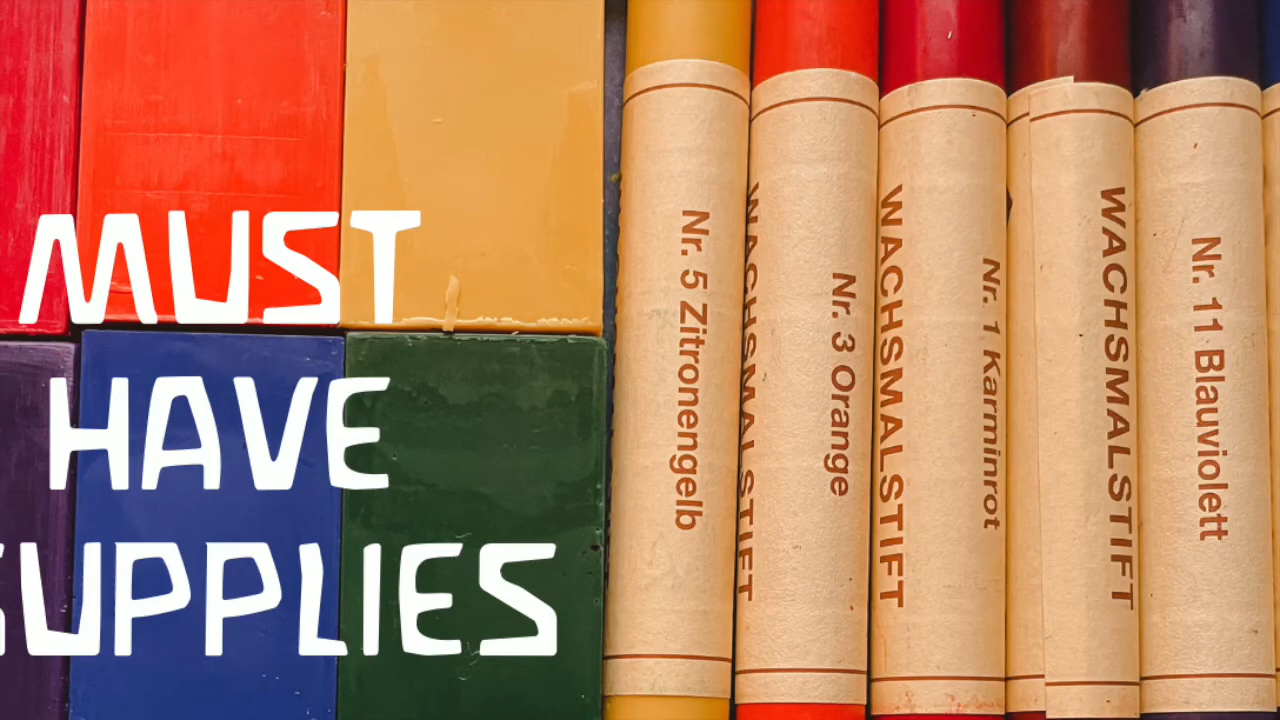 MUST
HAVE
SUPPLIES
Nr. 5 Zitronengelb
WACHSMALSTIFT
Nr. 3 Orange
WACHSMALSTIFT
Nr. 1 Karminrot
WACHSMALSTIFT
Nr. 11 Blauviolett